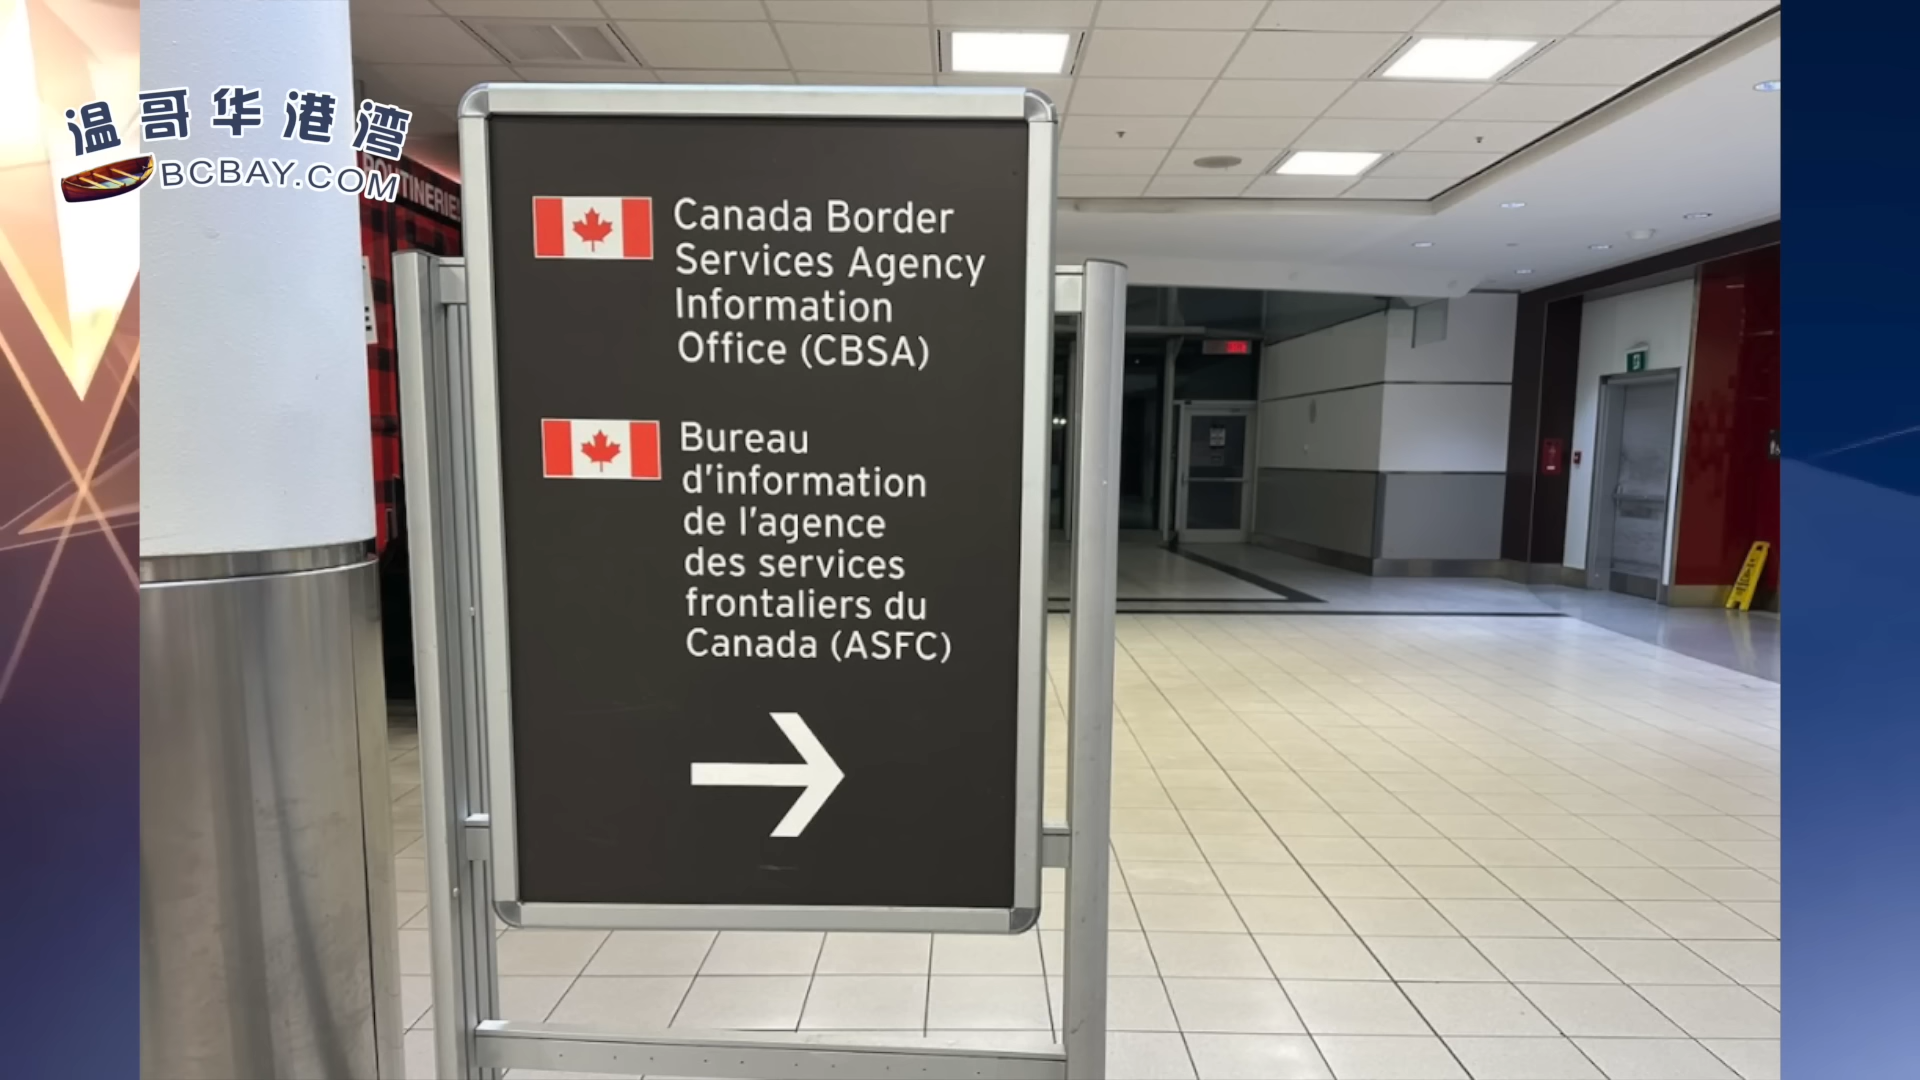 温哥华港湾
BCBAY.COM
POUTINERIE
Canada Border
Services Agency
Information
Office (CBSA)
Bureau
d'information
de l'agence
des services
frontaliers du
Canada (ASFC)